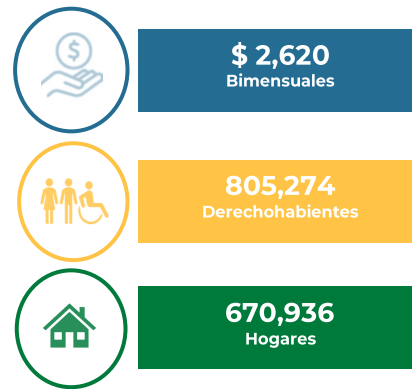 $
$ 2,620
Bimensuales
805,274
Derechohabientes
670,936
Hogares